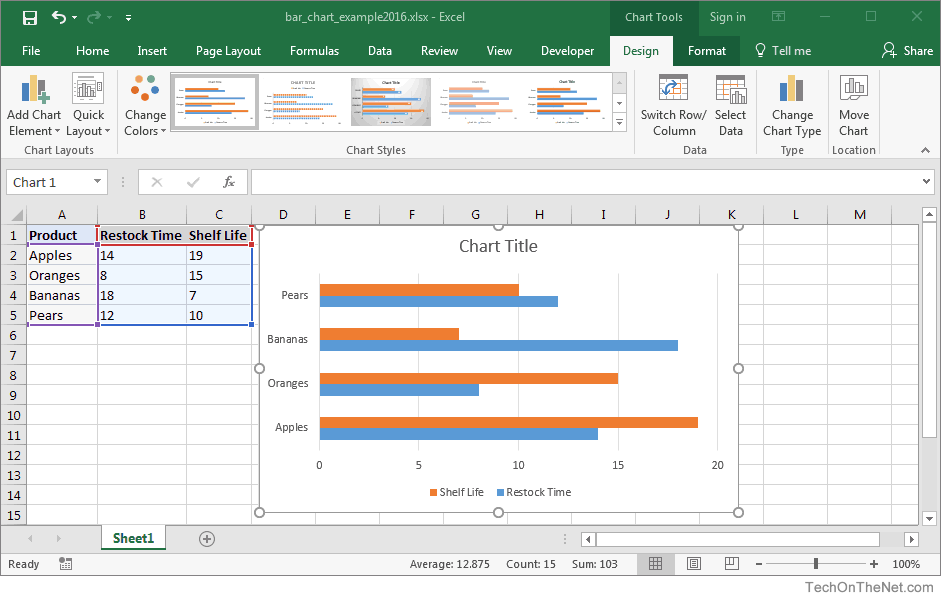 bar_chart_example2016.xlsx - Excel
Chart Tools
Sign in
File Home Insert Page Layout Formulas Data Review View Developer Design Format Tell me Share
Add Chart Element
Quick Layout
Change Colors
Switch Row/ Column
Select Data
Change Chart Type
Move Chart
Chart Layouts Chart Styles Data Type Location
Chart 1
fx
A B C D E F G H I J K L M
1 Product Restock Time Shelf Life
2 Apples 14 19
3 Oranges 8 15
4 Bananas 18 7
5 Pears 12 10
6
7
8
9
10
11
12
13
14
15
Chart Title
Pears
Bananas
Oranges
Apples
0 5 10 15 20
Shelf Life Restock Time
Sheet1
Ready Average: 12.875 Count: 15 Sum: 103 100%
TechOnTheNet.com